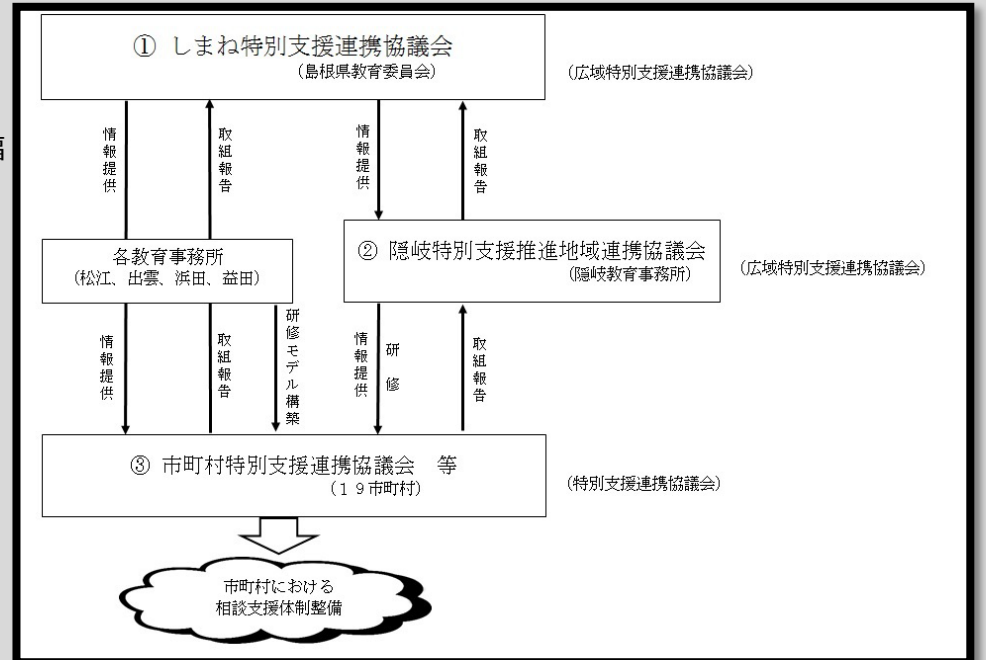 ① しまね特別支援連携協議会
(島根県教育委員会)
(広域特別支援連携協議会)
情報提供
取組報告
情報提供
取組報告
各教育事務所
(松江、出雲、浜田、益田)
② 隠岐特別支援推進地域連携協議会
(隠岐教育事務所)
(広域特別支援連携協議会)
情報提供
取組報告
研修モデル構築
情報提供
研修
取組報告
③ 市町村特別支援連携協議会 等
(19市町村)
(特別支援連携協議会)
市町村における
相談支援体制整備